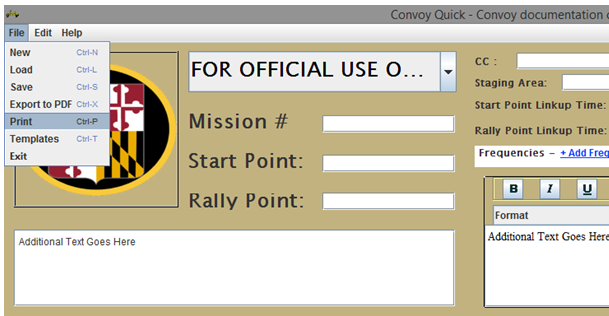 Convoy Quick - Convoy documentation
File Edit Help
New Ctrl-N
Load Ctrl-L
Save Ctrl-S
Export to PDF Ctrl-X
Print Ctrl-P
Templates Ctrl-T
Exit
FOR OFFICIAL USE O...
Mission #
Start Point:
Rally Point:
Additional Text Goes Here
CC :
Staging Area:
Start Point Linkup Time:
Rally Point Linkup Time:
Frequencies – + Add Freq
B I U
Format
Additional Text Goes Here